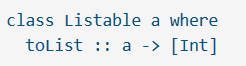 class Listable a where
  toList :: a -> [Int]